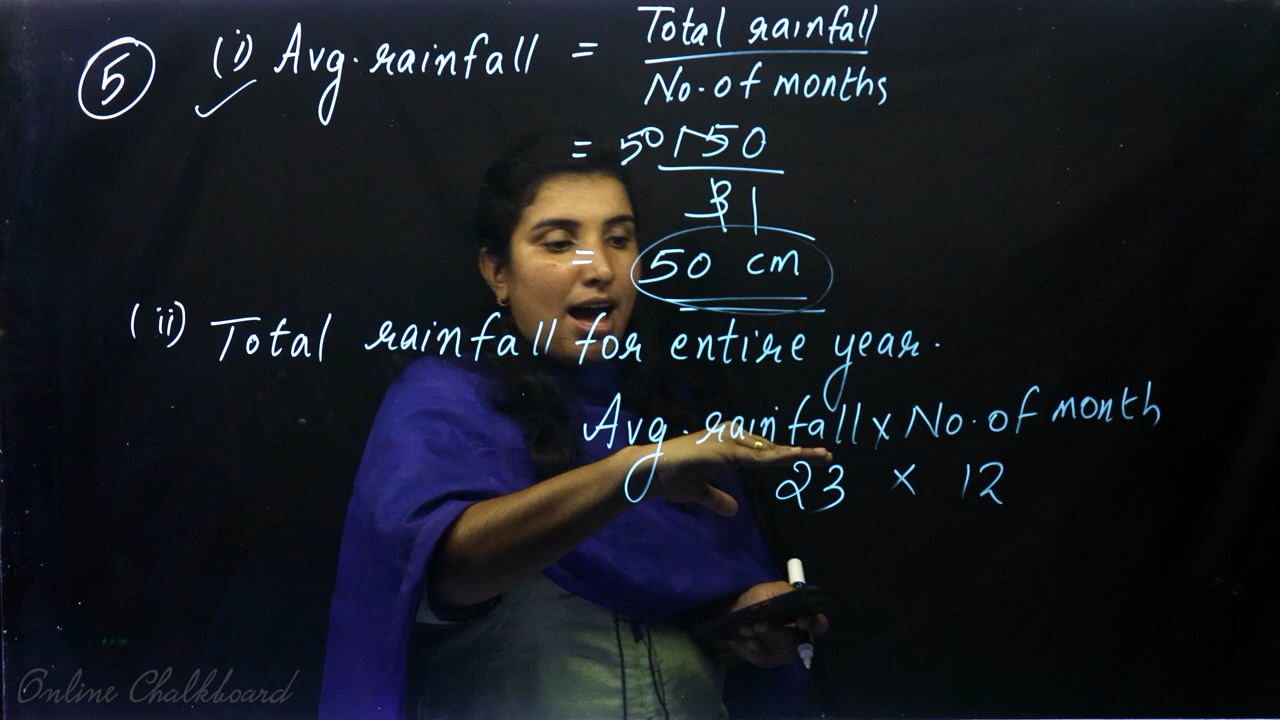 5 (i) Avg. rainfall = Total rainfall
No. of months
= 50 150
3 1
= 50 cm
(ii) Total rainfall for entire year.
Avg. rainfall x No. of month
23 x 12
Online Chalkboard